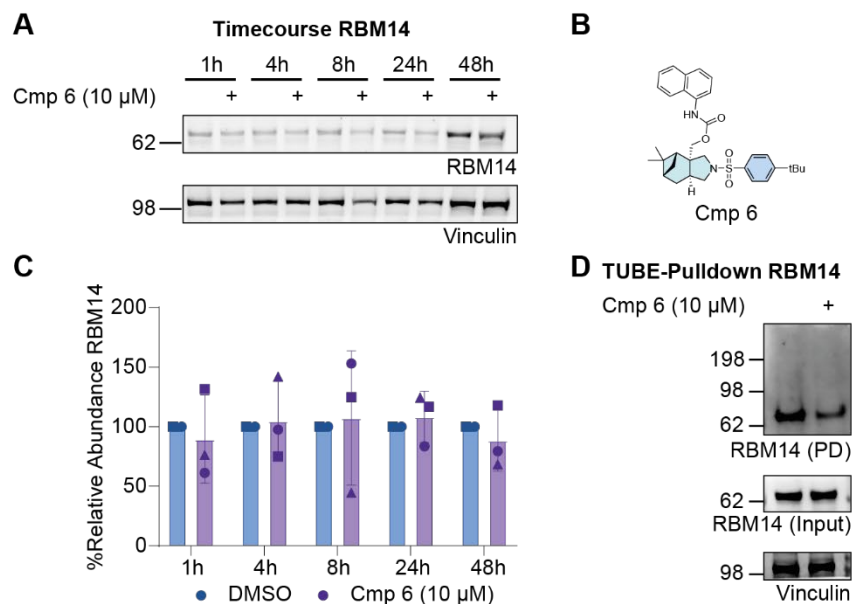 A
Timecourse RBM14
1h 4h 8h 24h 48h
Cmp 6 (10 µM) + + + + +
62
RBM14
98
Vinculin
B
HN O
O
H
N S
O
O
tBu
Cmp 6
C
%Relative Abundance RBM14
200
150
100
50
0
1h 4h 8h 24h 48h
DMSO Cmp 6 (10 µM)
D TUBE-Pulldown RBM14
Cmp 6 (10 µM) +
198
98
62
RBM14 (PD)
62
RBM14 (Input)
98
Vinculin